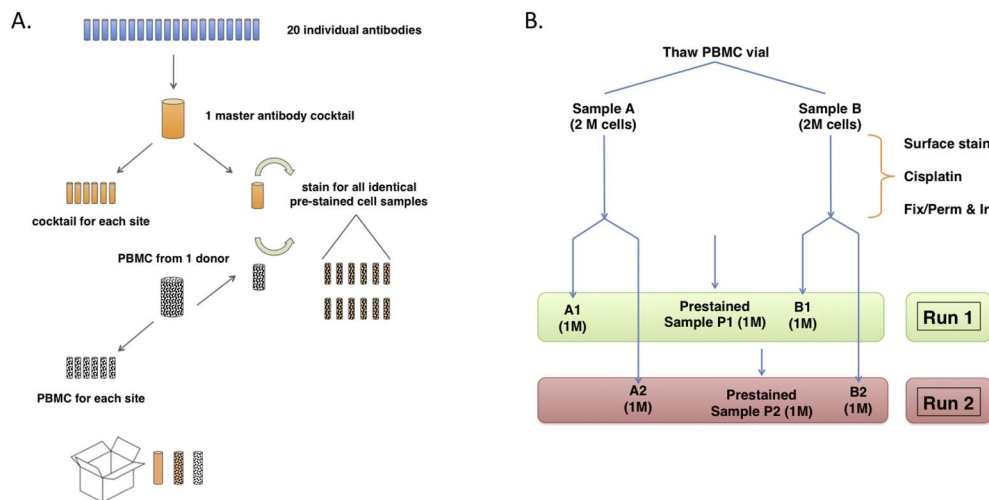 A.
20 individual antibodies
1 master antibody cocktail
cocktail for each site
stain for all identical
pre-stained cell samples
PBMC from 1 donor
PBMC for each site
B.
Thaw PBMC vial
Sample A
(2 M cells)
Sample B
(2M cells)
Surface stain
Cisplatin
Fix/Perm & Ir
A1
(1M)
Prestained
Sample P1 (1M)
B1
(1M)
Run 1
A2
(1M)
Prestained
Sample P2 (1M)
B2
(1M)
Run 2